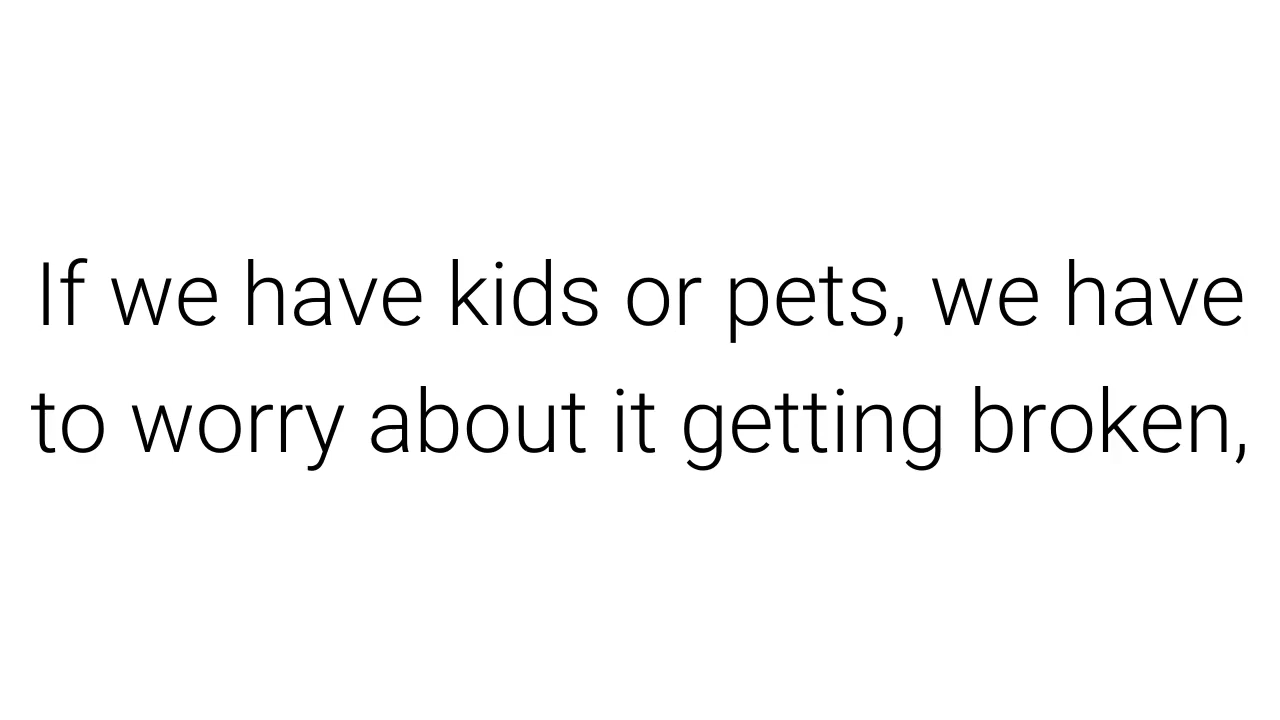 If we have kids or pets, we have
to worry about it getting broken,